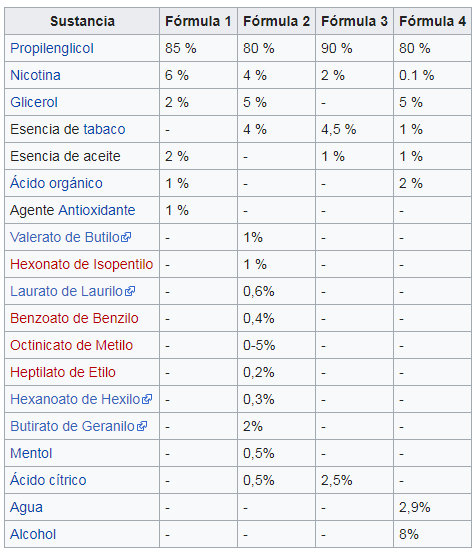 Sustancia Fórmula 1 Fórmula 2 Fórmula 3 Fórmula 4
Propilenglicol 85 % 80 % 90 % 80 %
Nicotina 6 % 4 % 2 % 0.1 %
Glicerol 2 % 5 % - 5 %
Esencia de tabaco - 4 % 4,5 % 1 %
Esencia de aceite 2 % - 1 % 1 %
Ácido orgánico 1 % - - 2 %
Agente Antioxidante 1 % - - -
Valerato de Butilo - 1% - -
Hexonato de Isopentilo - 1 % - -
Laurato de Laurilo - 0,6% - -
Benzoato de Benzilo - 0,4% - -
Octinicato de Metilo - 0-5% - -
Heptilato de Etilo - 0,2% - -
Hexanoato de Hexilo - 0,3% - -
Butirato de Geranilo - 2% - -
Mentol - 0,5% - -
Ácido cítrico - 0,5% 2,5% -
Agua - - - 2,9%
Alcohol - - - 8%